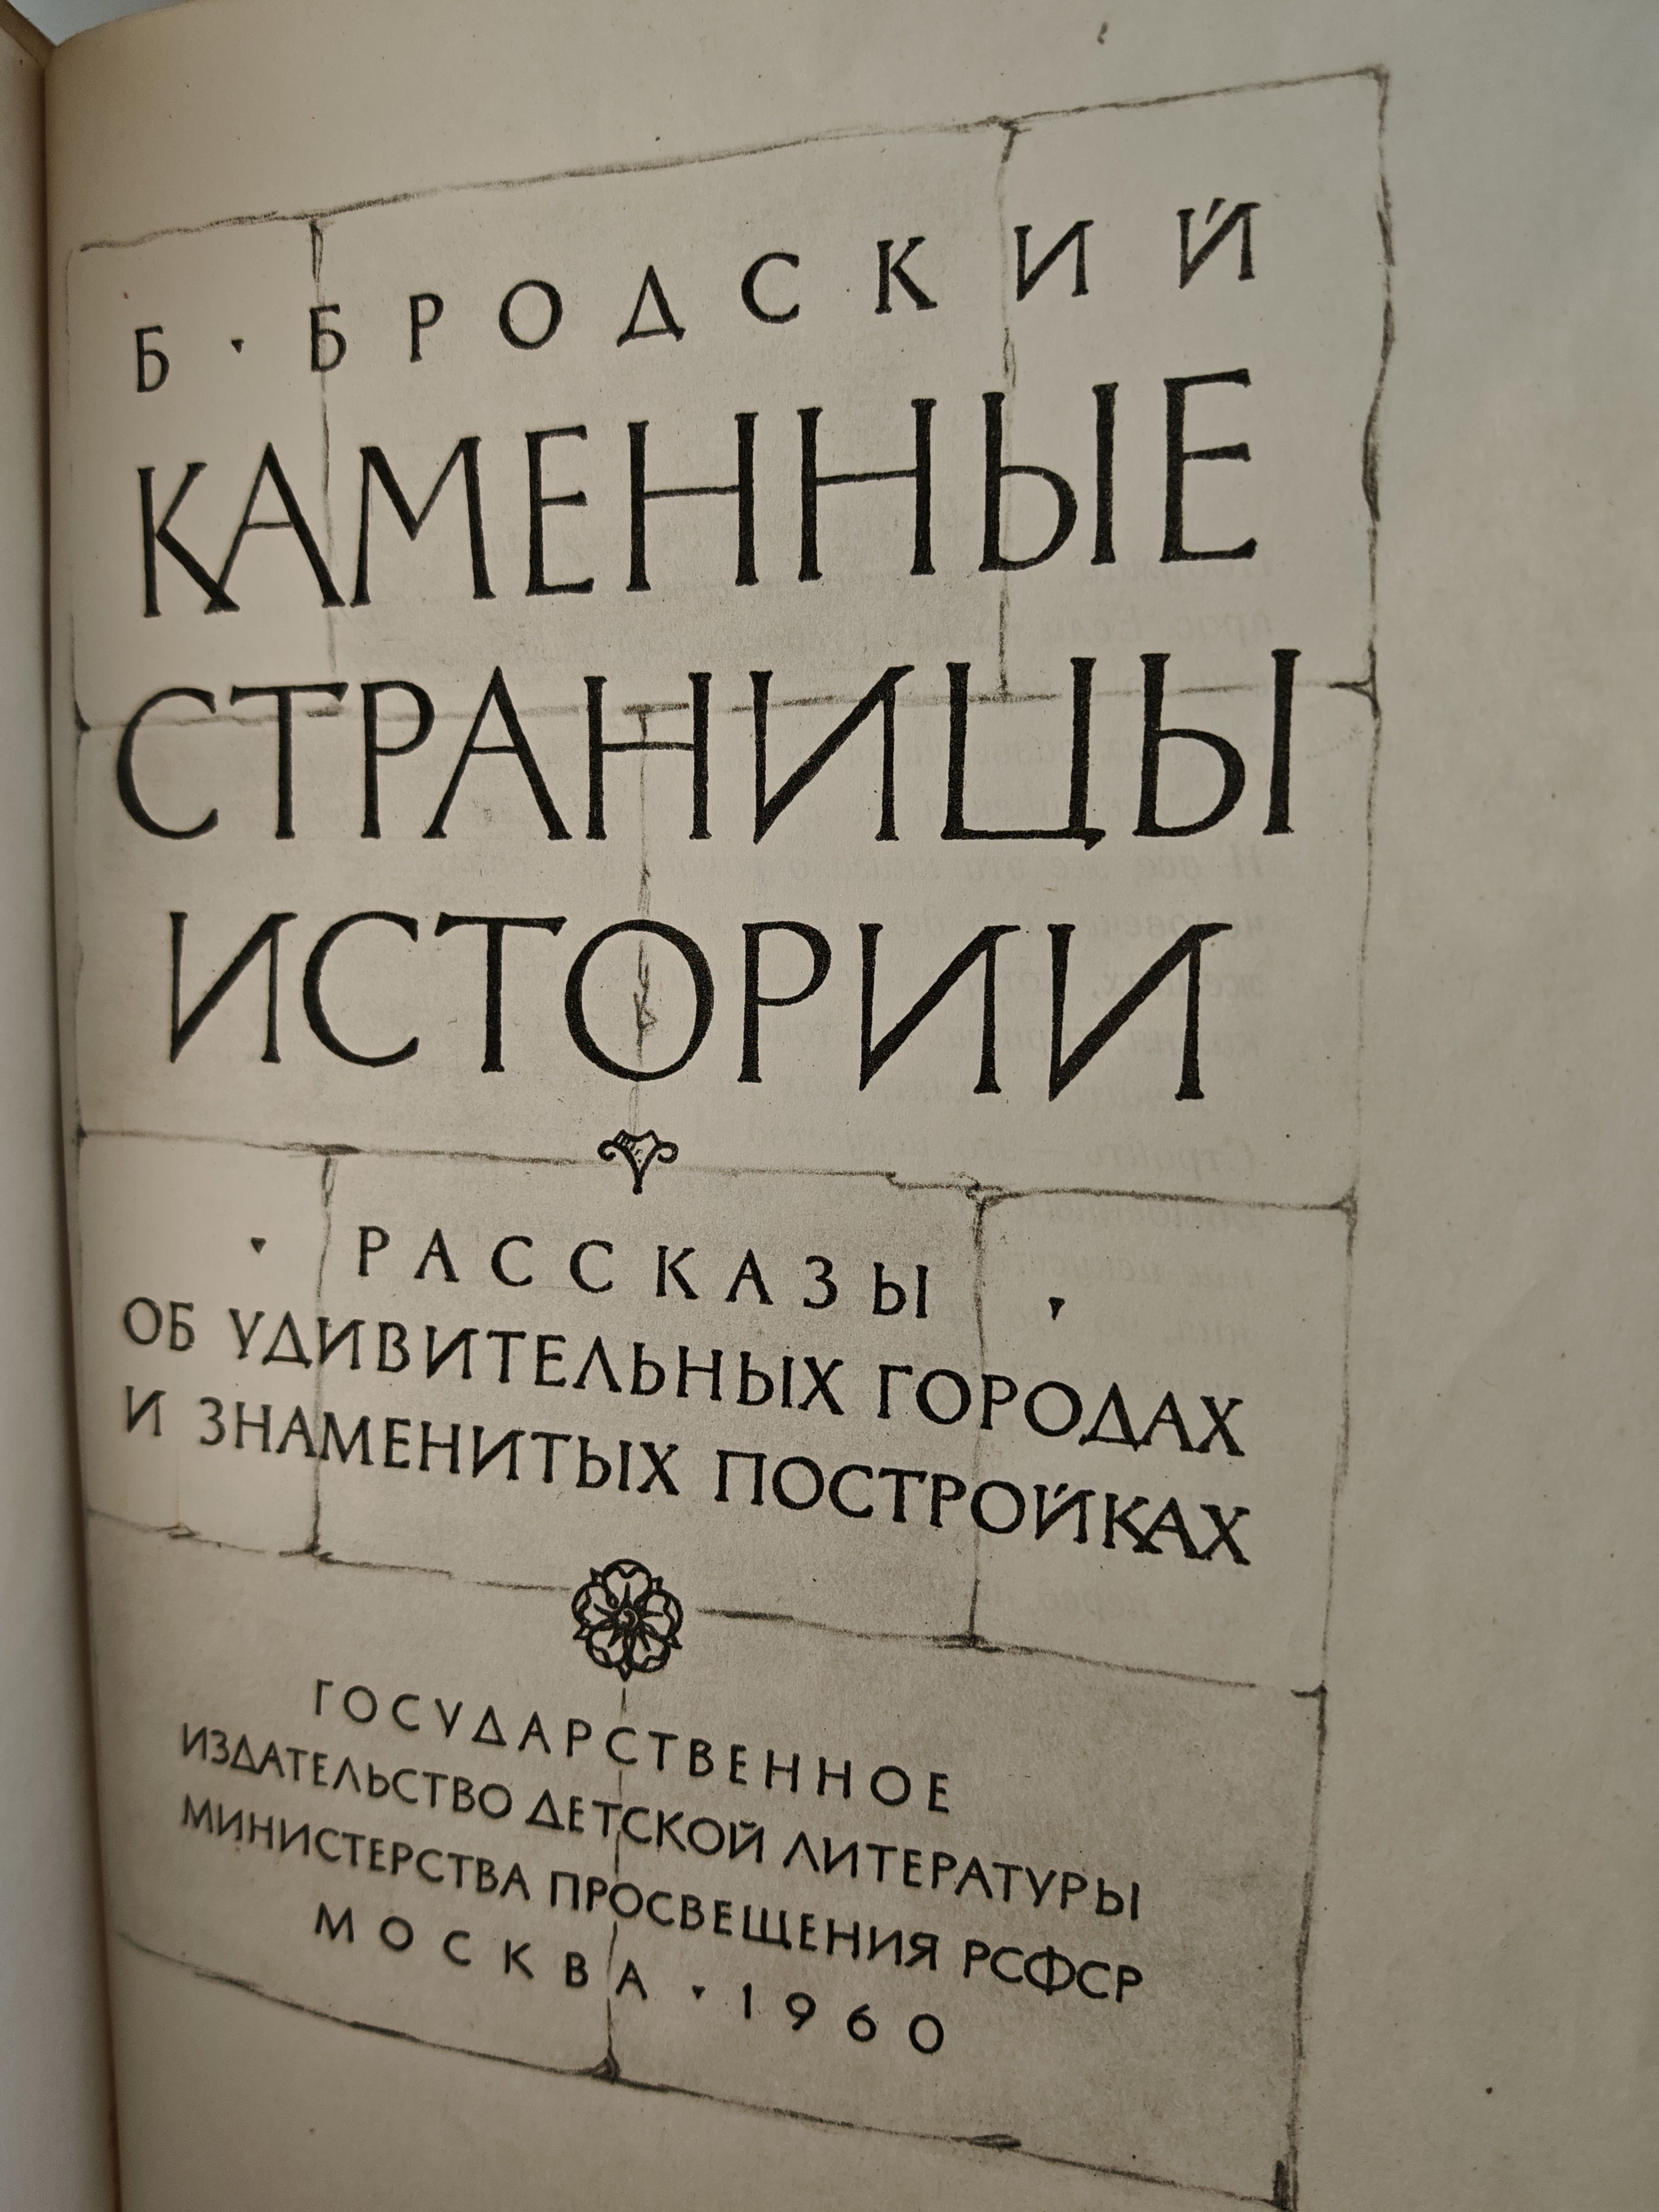 Б · БРОДСКИЙ
КАМЕННЫЕ
СТРАНИЦЫ
ИСТОРИИ
· РАССКАЗЫ ·
ОБ УДИВИТЕЛЬНЫХ ГОРОДАХ
И ЗНАМЕНИТЫХ ПОСТРОЙКАХ
ГОСУДАРСТВЕННОЕ
ИЗДАТЕЛЬСТВО ДЕТСКОЙ ЛИТЕРАТУРЫ
МИНИСТЕРСТВА ПРОСВЕЩЕНИЯ РСФСР
МОСКВА · 1960